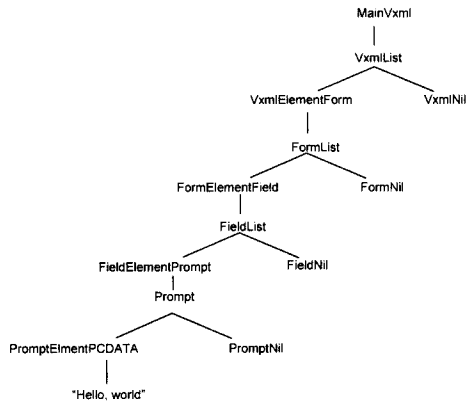 MainVxml
VxmlList
VxmlElementForm VxmlNil
FormList
FormElementField FormNil
FieldList
FieldElementPrompt FieldNil
Prompt
PromptElmentPCDATA PromptNil
"Hello, world"